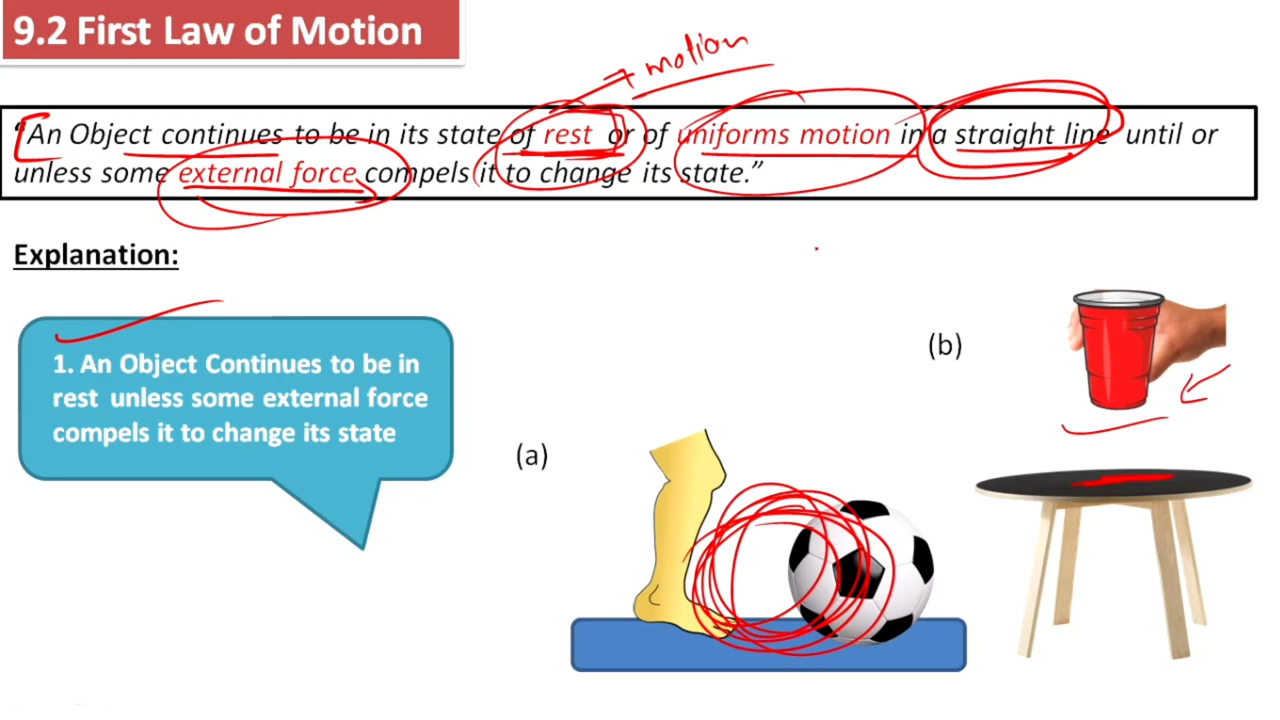 9.2 First Law of Motion
motion
“An Object continues to be in its state of rest or of uniforms motion in a straight line until or
unless some external force compels it to change its state.”
Explanation:
1. An Object Continues to be in
rest unless some external force
compels it to change its state
(a)
(b)